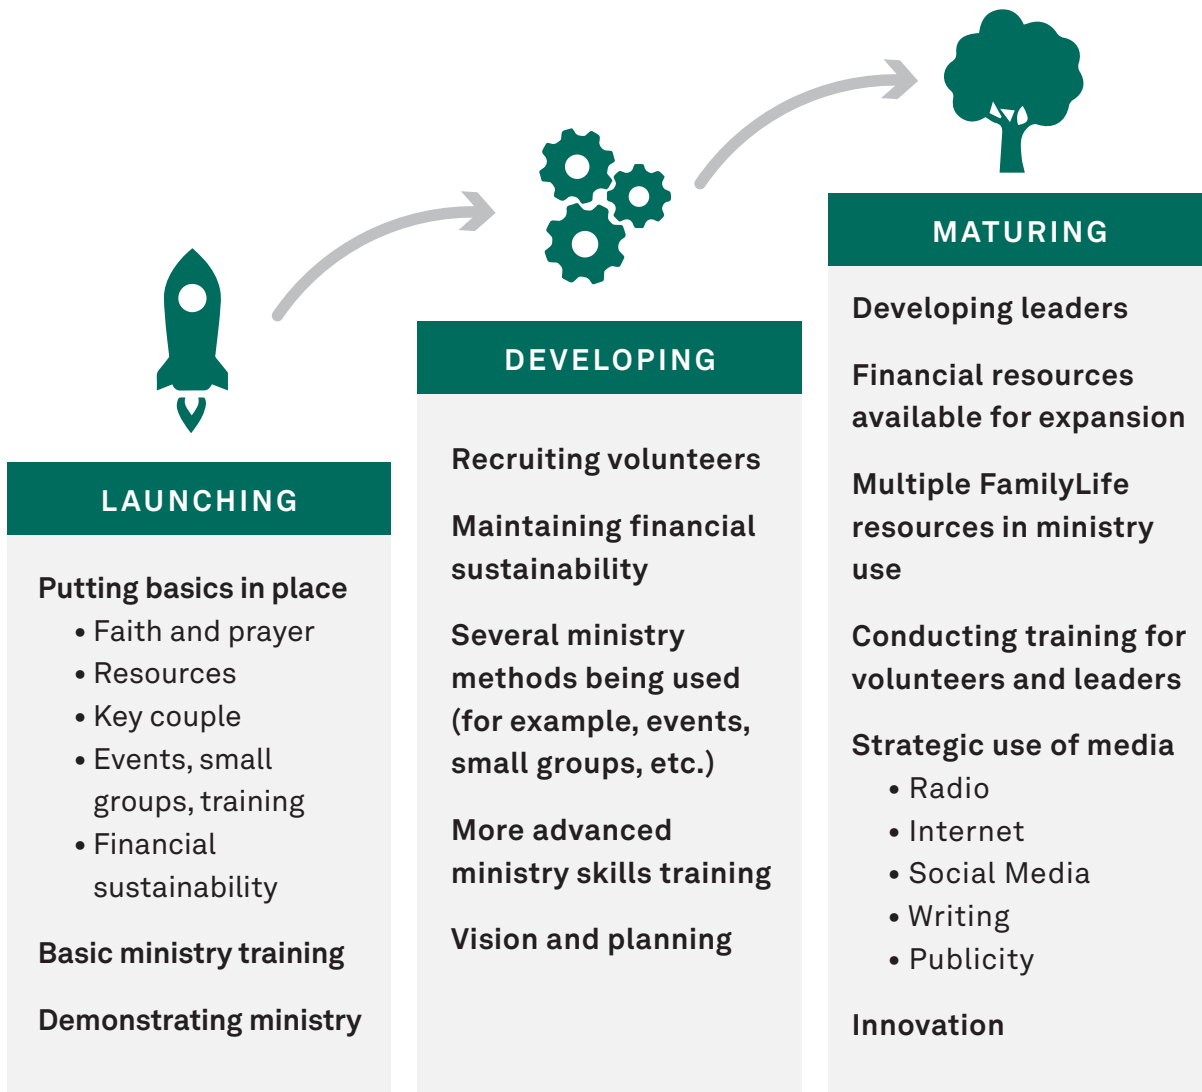 LAUNCHING
Putting basics in place
• Faith and prayer
• Resources
• Key couple
• Events, small
groups, training
• Financial
sustainability
Basic ministry training
Demonstrating ministry
DEVELOPING
Recruiting volunteers
Maintaining financial
sustainability
Several ministry
methods being used
(for example, events,
small groups, etc.)
More advanced
ministry skills training
Vision and planning
MATURING
Developing leaders
Financial resources
available for expansion
Multiple FamilyLife
resources in ministry
use
Conducting training for
volunteers and leaders
Strategic use of media
• Radio
• Internet
• Social Media
• Writing
• Publicity
Innovation